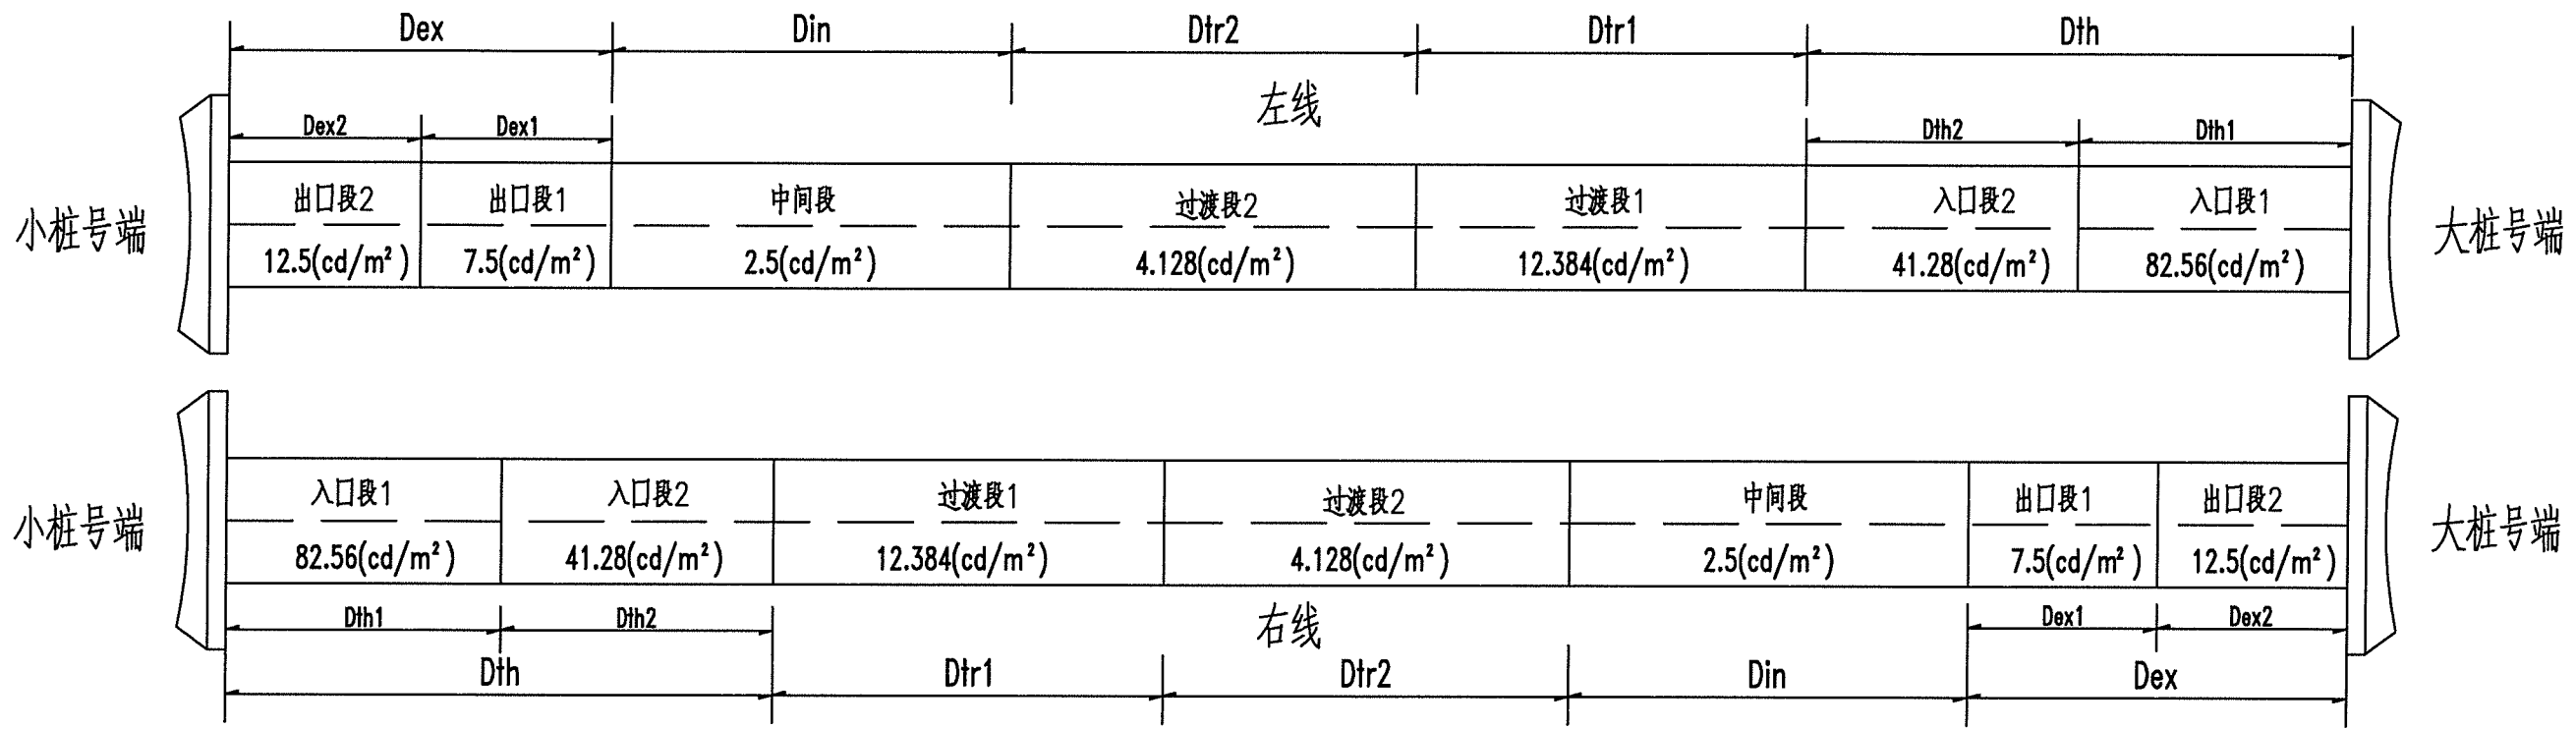 Dex Din Dtr2 Dtr1 Dth
左线
Dex2 Dex1 Dth2 Dth1
小桩号端 出口段2 出口段1 中间段 过渡段2 过渡段1 入口段2 入口段1 大桩号端
12.5(cd/m²) 7.5(cd/m²) 2.5(cd/m²) 4.128(cd/m²) 12.384(cd/m²) 41.28(cd/m²) 82.56(cd/m²)
小桩号端 入口段1 入口段2 过渡段1 过渡段2 中间段 出口段1 出口段2 大桩号端
82.56(cd/m²) 41.28(cd/m²) 12.384(cd/m²) 4.128(cd/m²) 2.5(cd/m²) 7.5(cd/m²) 12.5(cd/m²)
Dth1 Dth2 右线 Dex1 Dex2
Dth Dtr1 Dtr2 Din Dex